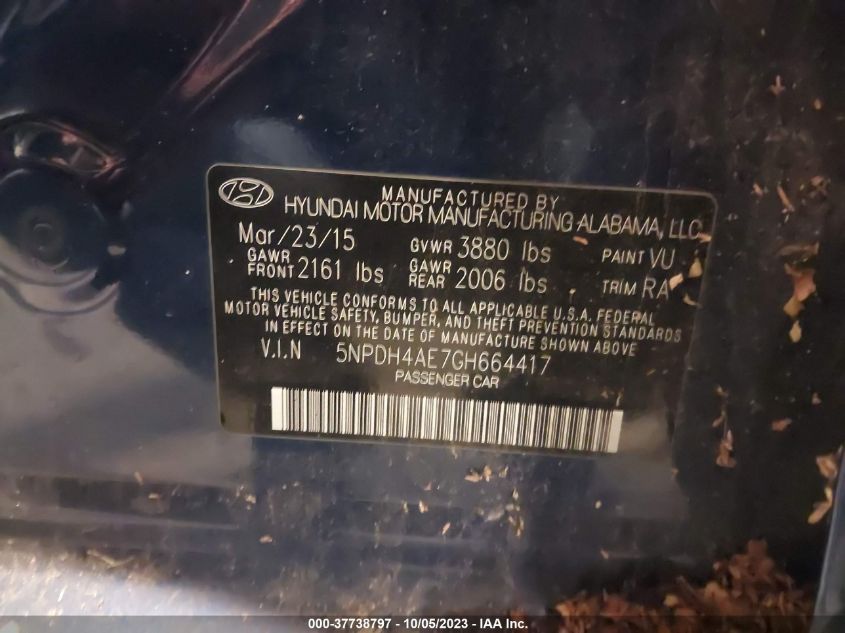 MANUFACTURED BY
HYUNDAI MOTOR MANUFACTURING ALABAMA, LLC
Mar/23/15 GVWR 3880 lbs PAINT VU
GAWR FRONT 2161 lbs GAWR REAR 2006 lbs TRIM RA
THIS VEHICLE CONFORMS TO ALL APPLICABLE U.S.A. FEDERAL
MOTOR VEHICLE SAFETY, BUMPER, AND THEFT PREVENTION STANDARDS
IN EFFECT ON THE DATE OF MANUFACTURE SHOWN ABOVE
V.I.N 5NPDH4AE7GH664417
PASSENGER CAR
000-37738797 - 10/05/2023 - IAA Inc.